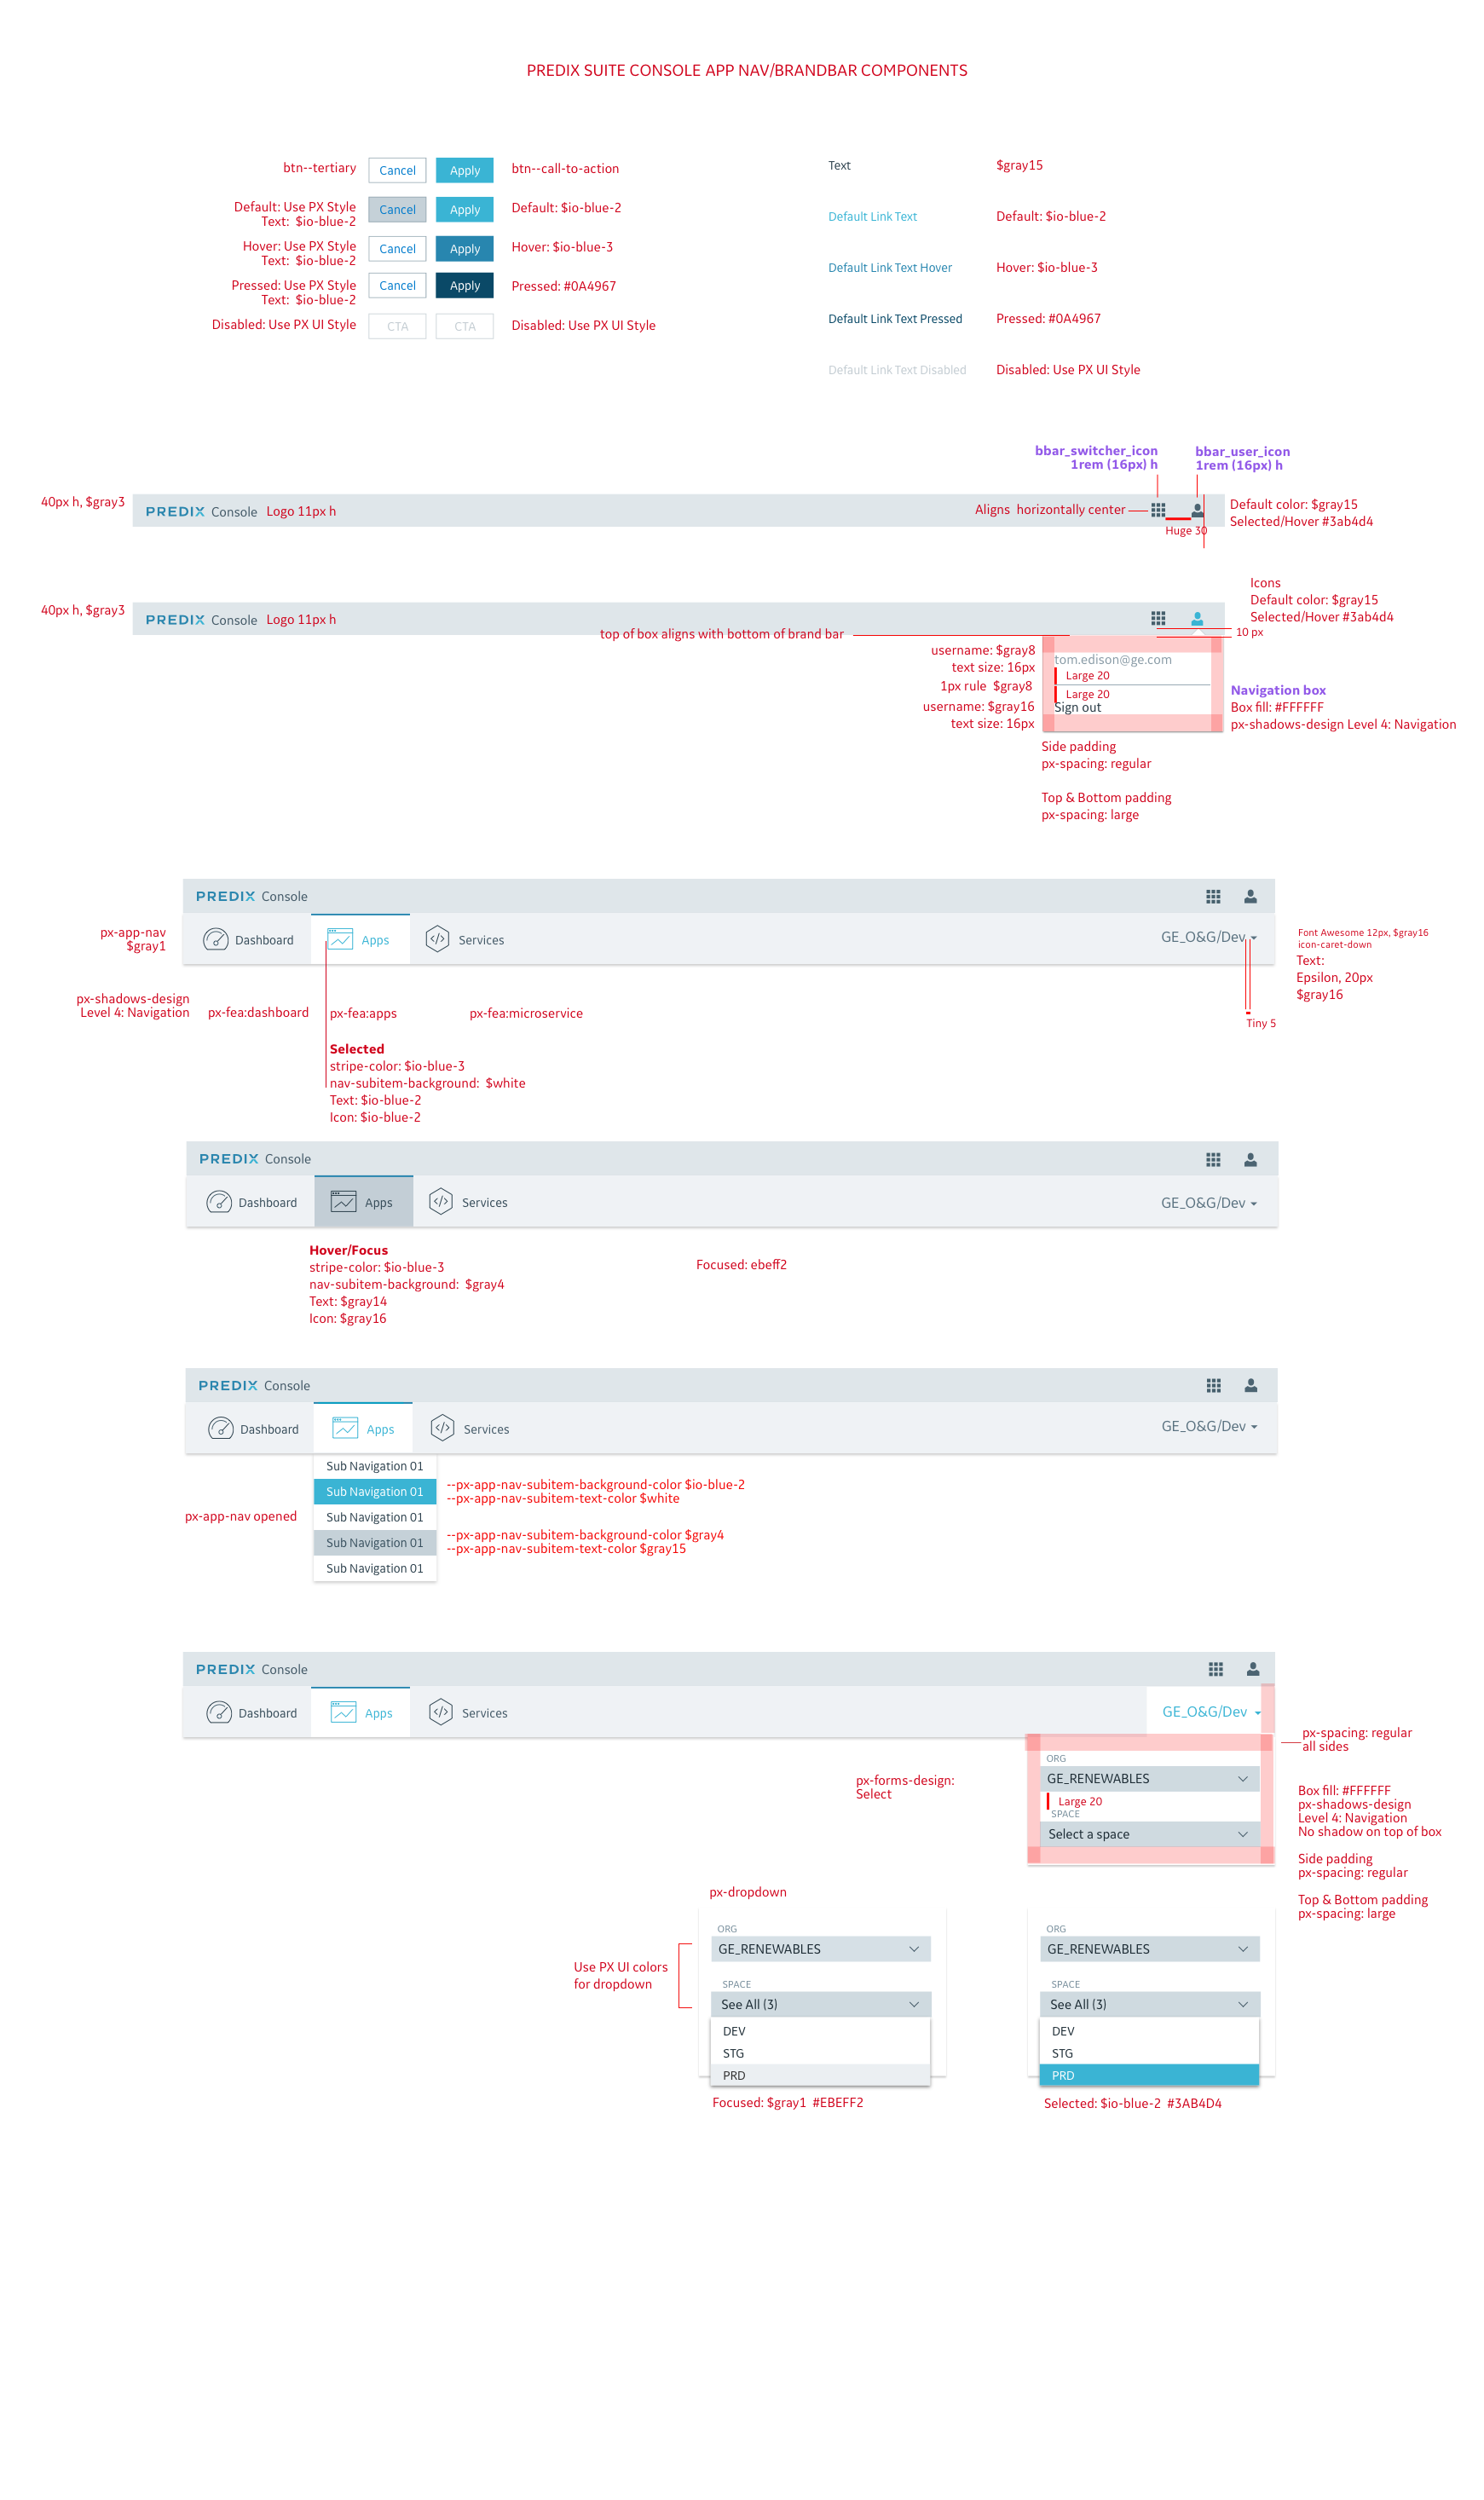 PREDIX SUITE CONSOLE APP NAV/BRANDBAR COMPONENTS
btn--tertiary
Cancel
Apply
btn--call-to-action
Default: Use PX Style
Text: $io-blue-2
Cancel
Apply
Default: $io-blue-2
Hover: Use PX Style
Text: $io-blue-2
Cancel
Apply
Hover: $io-blue-3
Pressed: Use PX Style
Text: $io-blue-2
Cancel
Apply
Pressed: #0A4967
Disabled: Use PX UI Style
CTA
CTA
Disabled: Use PX UI Style
Text
$gray15
Default Link Text
Default: $io-blue-2
Default Link Text Hover
Hover: $io-blue-3
Default Link Text Pressed
Pressed: #0A4967
Default Link Text Disabled
Disabled: Use PX UI Style
bbar_switcher_icon
1rem (16px) h
bbar_user_icon
1rem (16px) h
40px h, $gray3
PREDIX Console
Logo 11px h
Aligns horizontally center
Huge 30
Default color: $gray15
Selected/Hover #3ab4d4
40px h, $gray3
PREDIX Console
Logo 11px h
Icons
Default color: $gray15
Selected/Hover #3ab4d4
10 px
top of box aligns with bottom of brand bar
username: $gray8
text size: 16px
1px rule $gray8
username: $gray16
text size: 16px
tom.edison@ge.com
Large 20
Large 20
Sign out
Navigation box
Box fill: #FFFFFF
px-shadows-design Level 4: Navigation
Side padding
px-spacing: regular
Top & Bottom padding
px-spacing: large
PREDIX Console
px-app-nav
$gray1
Dashboard
Apps
Services
GE_O&G/Dev
Font Awesome 12px, $gray16
icon-caret-down
Text:
Epsilon, 20px
$gray16
Tiny 5
px-shadows-design
Level 4: Navigation
px-fea:dashboard
px-fea:apps
px-fea:microservice
Selected
stripe-color: $io-blue-3
nav-subitem-background: $white
Text: $io-blue-2
Icon: $io-blue-2
PREDIX Console
Dashboard
Apps
Services
GE_O&G/Dev
Hover/Focus
stripe-color: $io-blue-3
nav-subitem-background: $gray4
Text: $gray14
Icon: $gray16
Focused: ebeff2
PREDIX Console
Dashboard
Apps
Services
GE_O&G/Dev
px-app-nav opened
Sub Navigation 01
Sub Navigation 01
Sub Navigation 01
Sub Navigation 01
Sub Navigation 01
--px-app-nav-subitem-background-color $io-blue-2
--px-app-nav-subitem-text-color $white
--px-app-nav-subitem-background-color $gray4
--px-app-nav-subitem-text-color $gray15
PREDIX Console
Dashboard
Apps
Services
GE_O&G/Dev
px-spacing: regular
all sides
px-forms-design:
Select
ORG
GE_RENEWABLES
Large 20
SPACE
Select a space
Box fill: #FFFFFF
px-shadows-design
Level 4: Navigation
No shadow on top of box
Side padding
px-spacing: regular
Top & Bottom padding
px-spacing: large
px-dropdown
Use PX UI colors
for dropdown
ORG
GE_RENEWABLES
SPACE
See All (3)
DEV
STG
PRD
Focused: $gray1 #EBEFF2
ORG
GE_RENEWABLES
SPACE
See All (3)
DEV
STG
PRD
Selected: $io-blue-2 #3AB4D4